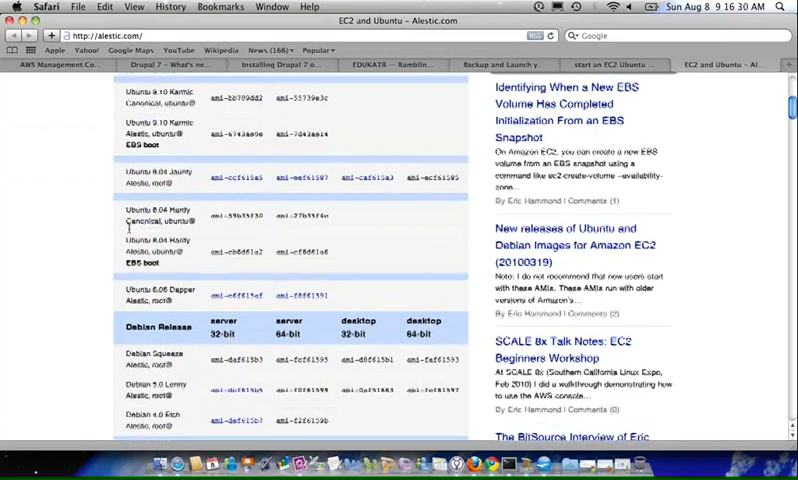 Safari File Edit View History Bookmarks Window Help Sun Aug 8 9:16:30 AM
EC2 and Ubuntu – Alestic.com
http://alestic.com/ RSS Google
Apple Yahoo! Google Maps YouTube Wikipedia News (166) Popular
AWS Management Co... Drupal 7 – What's ne... Installing Drupal 7 o... EDUKATR — Ramblin... Backup and Launch y... start an EC2 Ubuntu ... EC2 and Ubuntu – Al...
Ubuntu 9.10 Karmic
Canonical, ubuntu@
Ubuntu 9.10 Karmic
Alestic, ubuntu@
EBS boot
Ubuntu 9.04 Jaunty
Alestic, root@
Ubuntu 8.04 Hardy
Canonical, ubuntu@
Ubuntu 8.04 Hardy
Alestic, ubuntu@
EBS boot
Ubuntu 6.06 Dapper
Alestic, root@
Debian Release server 32-bit server 64-bit desktop 32-bit desktop 64-bit
Debian Squeeze
Alestic, root@
Debian 5.0 Lenny
Alestic, root@
Debian 4.0 Etch
Alestic, root@
Identifying When a New EBS
Volume Has Completed
Initialization From an EBS
Snapshot
On Amazon EC2, you can create a new EBS
volume from an EBS snapshot using a
command like ec2-create-volume --availability-
zone...
By Eric Hammond | Comments (1)
New releases of Ubuntu and
Debian Images for Amazon EC2
(20100319)
Note: I do not recommend that new users start
with these AMIs. These AMIs run with older
versions of Amazon's...
By Eric Hammond | Comments (2)
SCALE 8x Talk Notes: EC2
Beginners Workshop
At SCALE 8x (Southern California Linux Expo,
Feb 2010) I did a walkthrough demonstrating how
to use the AWS console...
By Eric Hammond | Comments (0)
The BitSource Interview of Eric